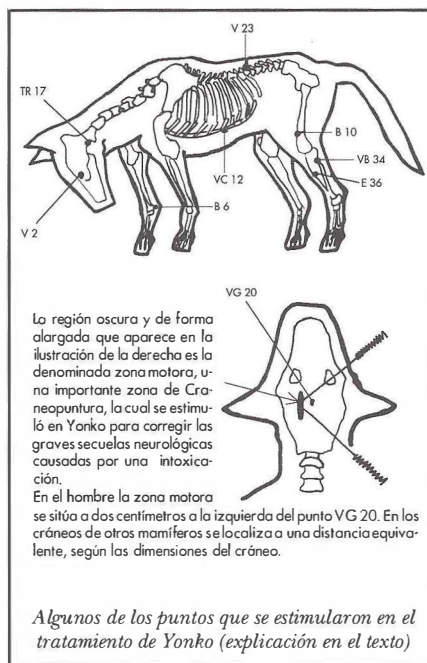 V 23
TR 17
B 10
VB 34
E 36
VC 12
B 6
V 2
VG 20
La región oscura y de forma
alargada que aparece en la
ilustración de la derecha es la
denominada zona motora, u-
na importante zona de Cra-
neopuntura, la cual se estimu-
ló en Yonko para corregir las
graves secuelas neurológicas
causadas por una intoxica-
ción.
En el hombre la zona motora
se sitúa a dos centímetros a la izquierda del punto VG 20. En los
cráneos de otros mamíferos se localiza a una distancia equiva-
lente, según las dimensiones del cráneo.
Algunos de los puntos que se estimularon en el
tratamiento de Yonko (explicación en el texto)